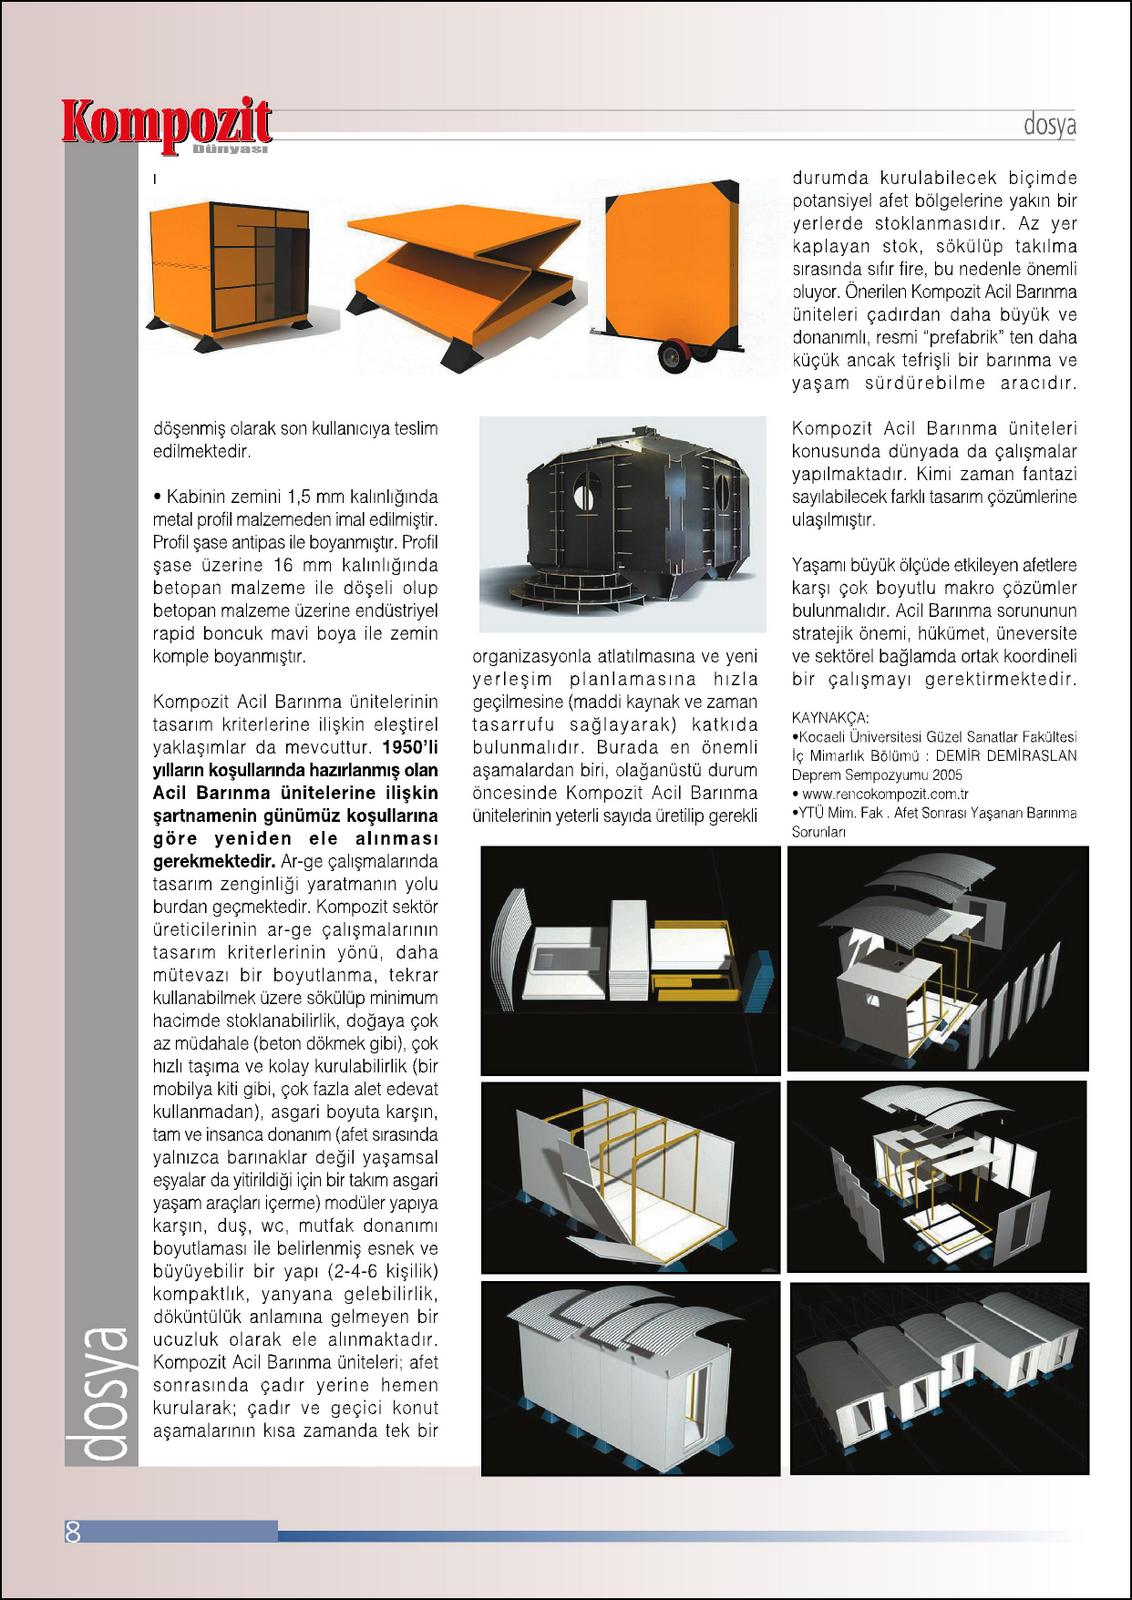 Kompozit
Dünyası
dosya
döşenmiş olarak son kullanıcıya teslim
edilmektedir.
• Kabinin zemini 1,5 mm kalınlığında
metal profil malzemeden imal edilmiştir.
Profil şase antipas ile boyanmıştır. Profil
şase üzerine 16 mm kalınlığında
betopan malzeme ile döşeli olup
betopan malzeme üzerine endüstriyel
rapid boncuk mavi boya ile zemin
komple boyanmıştır.
Kompozit Acil Barınma ünitelerinin
tasarım kriterlerine ilişkin eleştirel
yaklaşımlar da mevcuttur. 1950'li
yılların koşullarında hazırlanmış olan
Acil Barınma ünitelerine ilişkin
şartnamenin günümüz koşullarına
göre yeniden ele alınması
gerekmektedir. Ar-ge çalışmalarında
tasarım zenginliği yaratmanın yolu
burdan geçmektedir. Kompozit sektör
üreticilerinin ar-ge çalışmalarının
tasarım kriterlerinin yönü, daha
mütevazı bir boyutlanma, tekrar
kullanabilmek üzere sökülüp minimum
hacimde stoklanabilirlik, doğaya çok
az müdahale (beton dökmek gibi), çok
hızlı taşıma ve kolay kurulabilirlik (bir
mobilya kiti gibi, çok fazla alet edevat
kullanmadan), asgari boyuta karşın,
tam ve insanca donanım (afet sırasında
yalnızca barınaklar değil yaşamsal
eşyalar da yitirildiği için bir takım asgari
yaşam araçları içerme) modüler yapıya
karşın, duş, wc, mutfak donanımı
boyutlaması ile belirlenmiş esnek ve
büyüyebilir bir yapı (2-4-6 kişilik)
kompaktlık, yanyana gelebilirlik,
döküntülük anlamına gelmeyen bir
ucuzluk olarak ele alınmaktadır.
Kompozit Acil Barınma üniteleri; afet
sonrasında çadır yerine hemen
kurularak; çadır ve geçici konut
aşamalarının kısa zamanda tek bir
organizasyonla atlatılmasına ve yeni
yerleşim planlamasına hızla
geçilmesine (maddi kaynak ve zaman
tasarrufu sağlayarak) katkıda
bulunmalıdır. Burada en önemli
aşamalardan biri, olağanüstü durum
öncesinde Kompozit Acil Barınma
ünitelerinin yeterli sayıda üretilip gerekli
durumda kurulabilecek biçimde
potansiyel afet bölgelerine yakın bir
yerlerde stoklanmasıdır. Az yer
kaplayan stok, sökülüp takılma
sırasında sıfır fire, bu nedenle önemli
oluyor. Önerilen Kompozit Acil Barınma
üniteleri çadırdan daha büyük ve
donanımlı, resmi "prefabrik" ten daha
küçük ancak tefrişli bir barınma ve
yaşam sürdürebilme aracıdır.
Kompozit Acil Barınma üniteleri
konusunda dünyada da çalışmalar
yapılmaktadır. Kimi zaman fantazi
sayılabilecek farklı tasarım çözümlerine
ulaşılmıştır.
Yaşamı büyük ölçüde etkileyen afetlere
karşı çok boyutlu makro çözümler
bulunmalıdır. Acil Barınma sorununun
stratejik önemi, hükümet, üneversite
ve sektörel bağlamda ortak koordineli
bir çalışmayı gerektirmektedir.
KAYNAKÇA:
•Kocaeli Üniversitesi Güzel Sanatlar Fakültesi
İç Mimarlık Bölümü : DEMİR DEMİRASLAN
Deprem Sempozyumu 2005
• www.rencokompozit.com.tr
•YTÜ Mim. Fak . Afet Sonrası Yaşanan Barınma
Sorunları
dosya
8